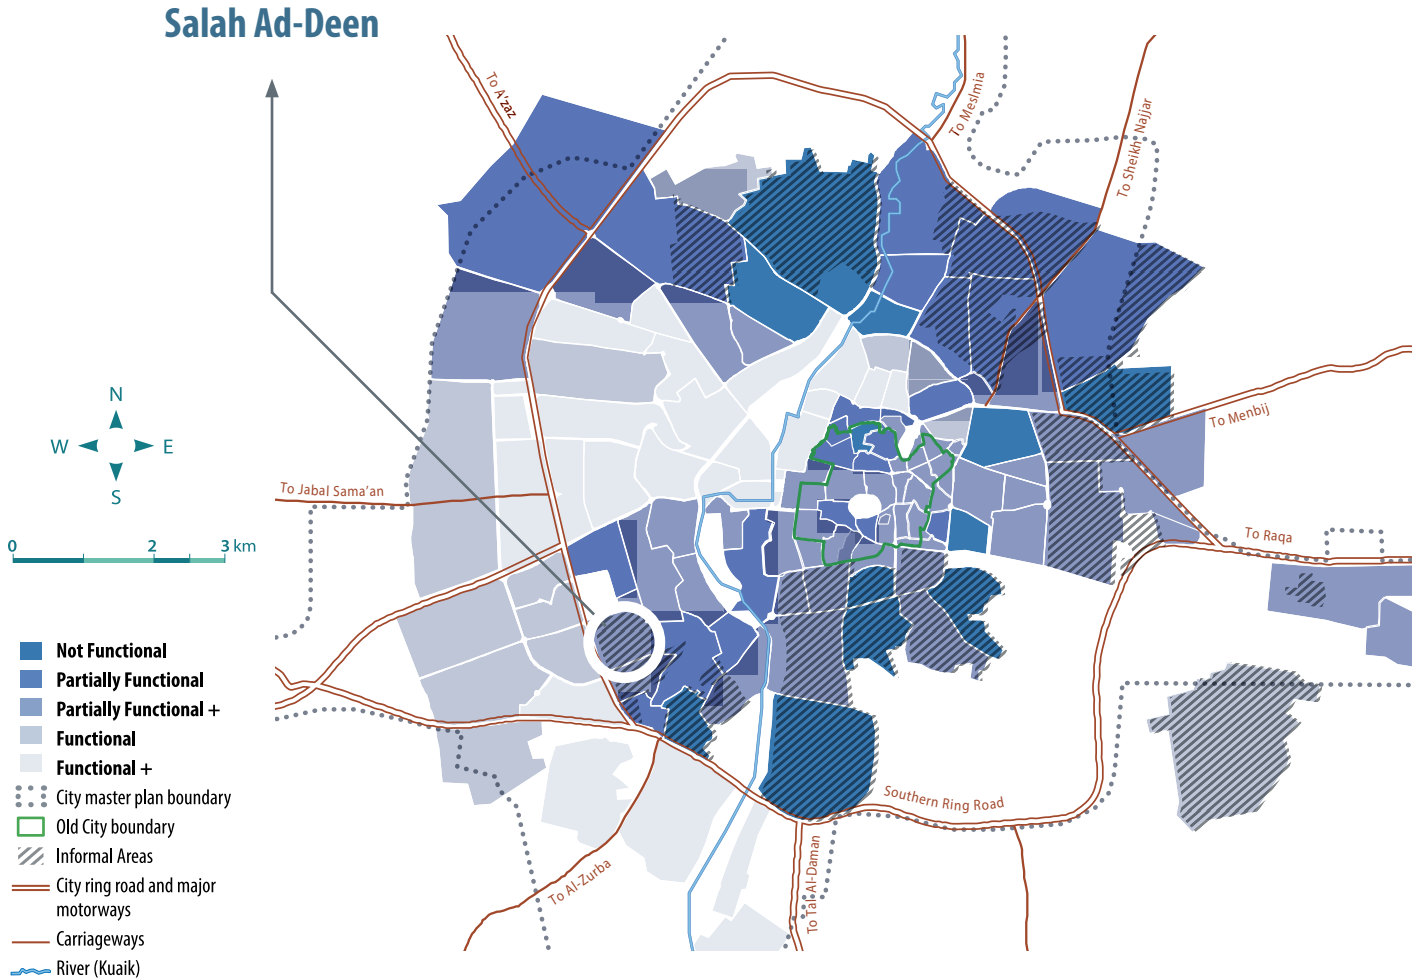 Salah Ad-Deen
To A'zaz
To Meslmia
To Sheikh Najjar
N
W E
S
To Menbij
To Jabal Sama'an
0 2 3 km
To Raqa
Not Functional
Partially Functional
Partially Functional +
Functional
Functional +
City master plan boundary
Old City boundary
Informal Areas
City ring road and major
motorways
Carriageways
River (Kuaik)
Southern Ring Road
To Al-Zurba
To Tal Al-Daman